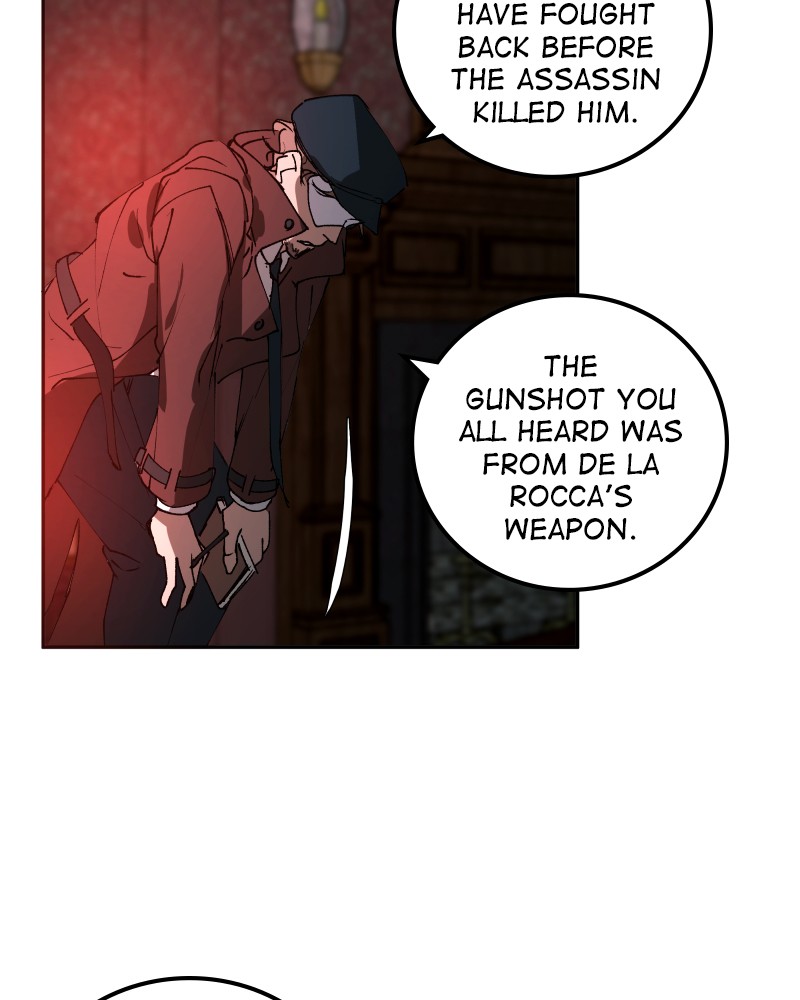 HAVE FOUGHT
BACK BEFORE
THE ASSASSIN
KILLED HIM.
THE
GUNSHOT YOU
ALL HEARD WAS
FROM DE LA
ROCCA'S
WEAPON.